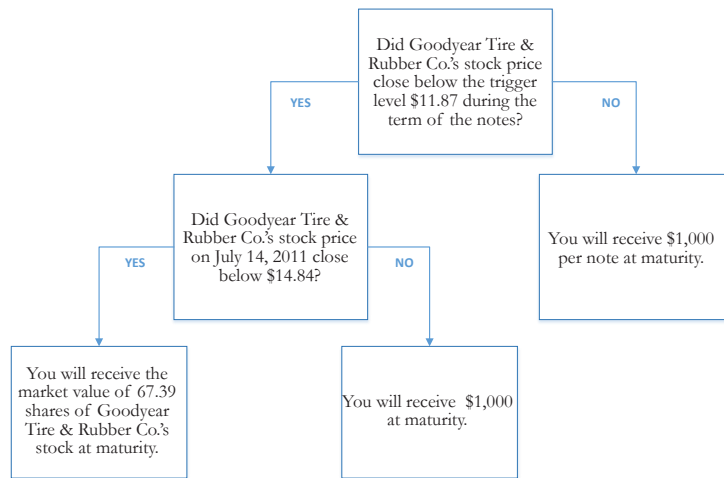 Did Goodyear Tire &
Rubber Co.'s stock price
close below the trigger
level $11.87 during the
term of the notes?
YES
NO
Did Goodyear Tire &
Rubber Co.'s stock price
on July 14, 2011 close
below $14.84?
You will receive $1,000
per note at maturity.
YES
NO
You will receive the
market value of 67.39
shares of Goodyear
Tire & Rubber Co.'s
stock at maturity.
You will receive $1,000
at maturity.